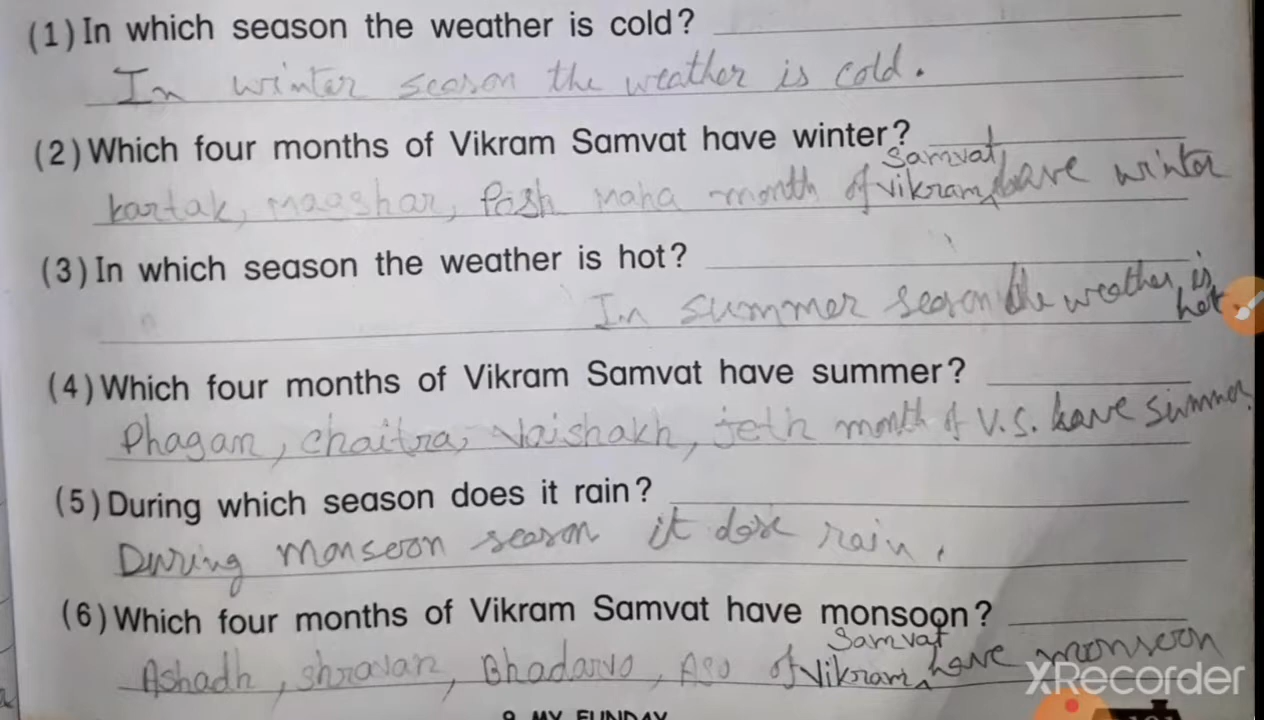 (1) In which season the weather is cold?
In winter season the weather is cold.
(2) Which four months of Vikram Samvat have winter?
Samvat
kartak, magshar, Posh maha month of Vikram have winter
(3) In which season the weather is hot?
In summer season the weather is
hot.
(4) Which four months of Vikram Samvat have summer?
Phagan, chaitra, Vaishakh, jeth month of V.S. have summer.
(5) During which season does it rain?
During monsoon season it rain.
(6) Which four months of Vikram Samvat have monsoon?
Samvat
Ashadh, shravan, Bhadarvo, Aso of Vikram have monsoon
XRecorder
9 MY FUNDAY